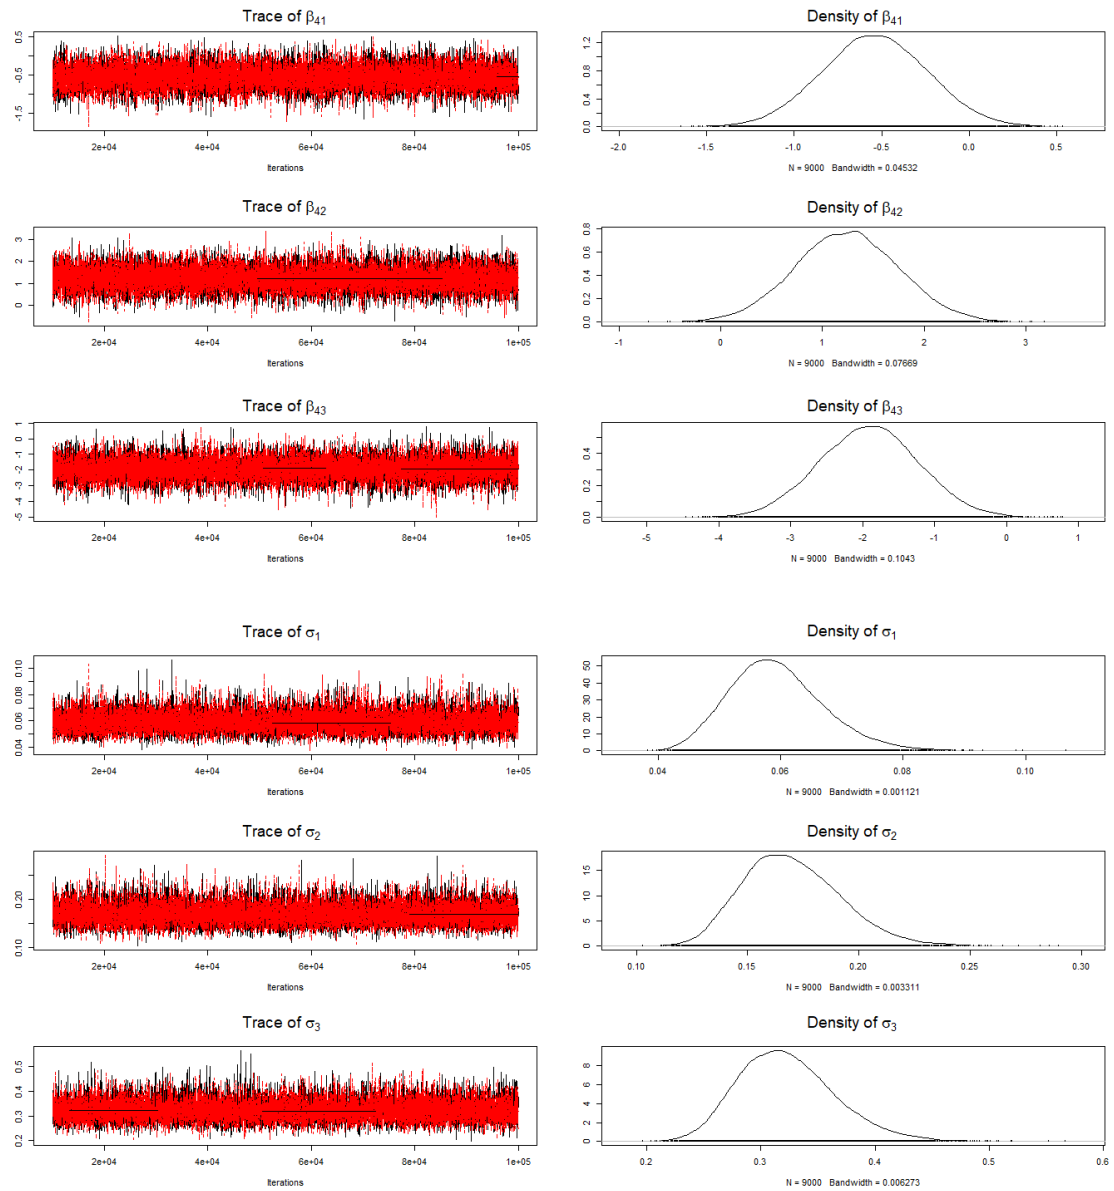 Trace of β41
Density of β41
0.5
-0.5
-1.5
2e+04 4e+04 6e+04 8e+04 1e+05
Iterations
1.2
0.8
0.4
0.0
-2.0 -1.5 -1.0 -0.5 0.0 0.5
N = 9000 Bandwidth = 0.04532
Trace of β42
Density of β42
3
2
1
0
2e+04 4e+04 6e+04 8e+04 1e+05
Iterations
0.8
0.6
0.4
0.2
0.0
-1 0 1 2 3
N = 9000 Bandwidth = 0.07669
Trace of β43
Density of β43
1
0
-1
-2
-3
-4
-5
2e+04 4e+04 6e+04 8e+04 1e+05
Iterations
0.4
0.2
0.0
-5 -4 -3 -2 -1 0 1
N = 9000 Bandwidth = 0.1043
Trace of σ1
Density of σ1
0.10
0.08
0.06
0.04
2e+04 4e+04 6e+04 8e+04 1e+05
Iterations
50
40
30
20
10
0
0.04 0.06 0.08 0.10
N = 9000 Bandwidth = 0.001121
Trace of σ2
Density of σ2
0.20
0.10
2e+04 4e+04 6e+04 8e+04 1e+05
Iterations
15
10
5
0
0.10 0.15 0.20 0.25 0.30
N = 9000 Bandwidth = 0.003311
Trace of σ3
Density of σ3
0.5
0.4
0.3
0.2
2e+04 4e+04 6e+04 8e+04 1e+05
Iterations
8
6
4
2
0
0.2 0.3 0.4 0.5 0.6
N = 9000 Bandwidth = 0.006273